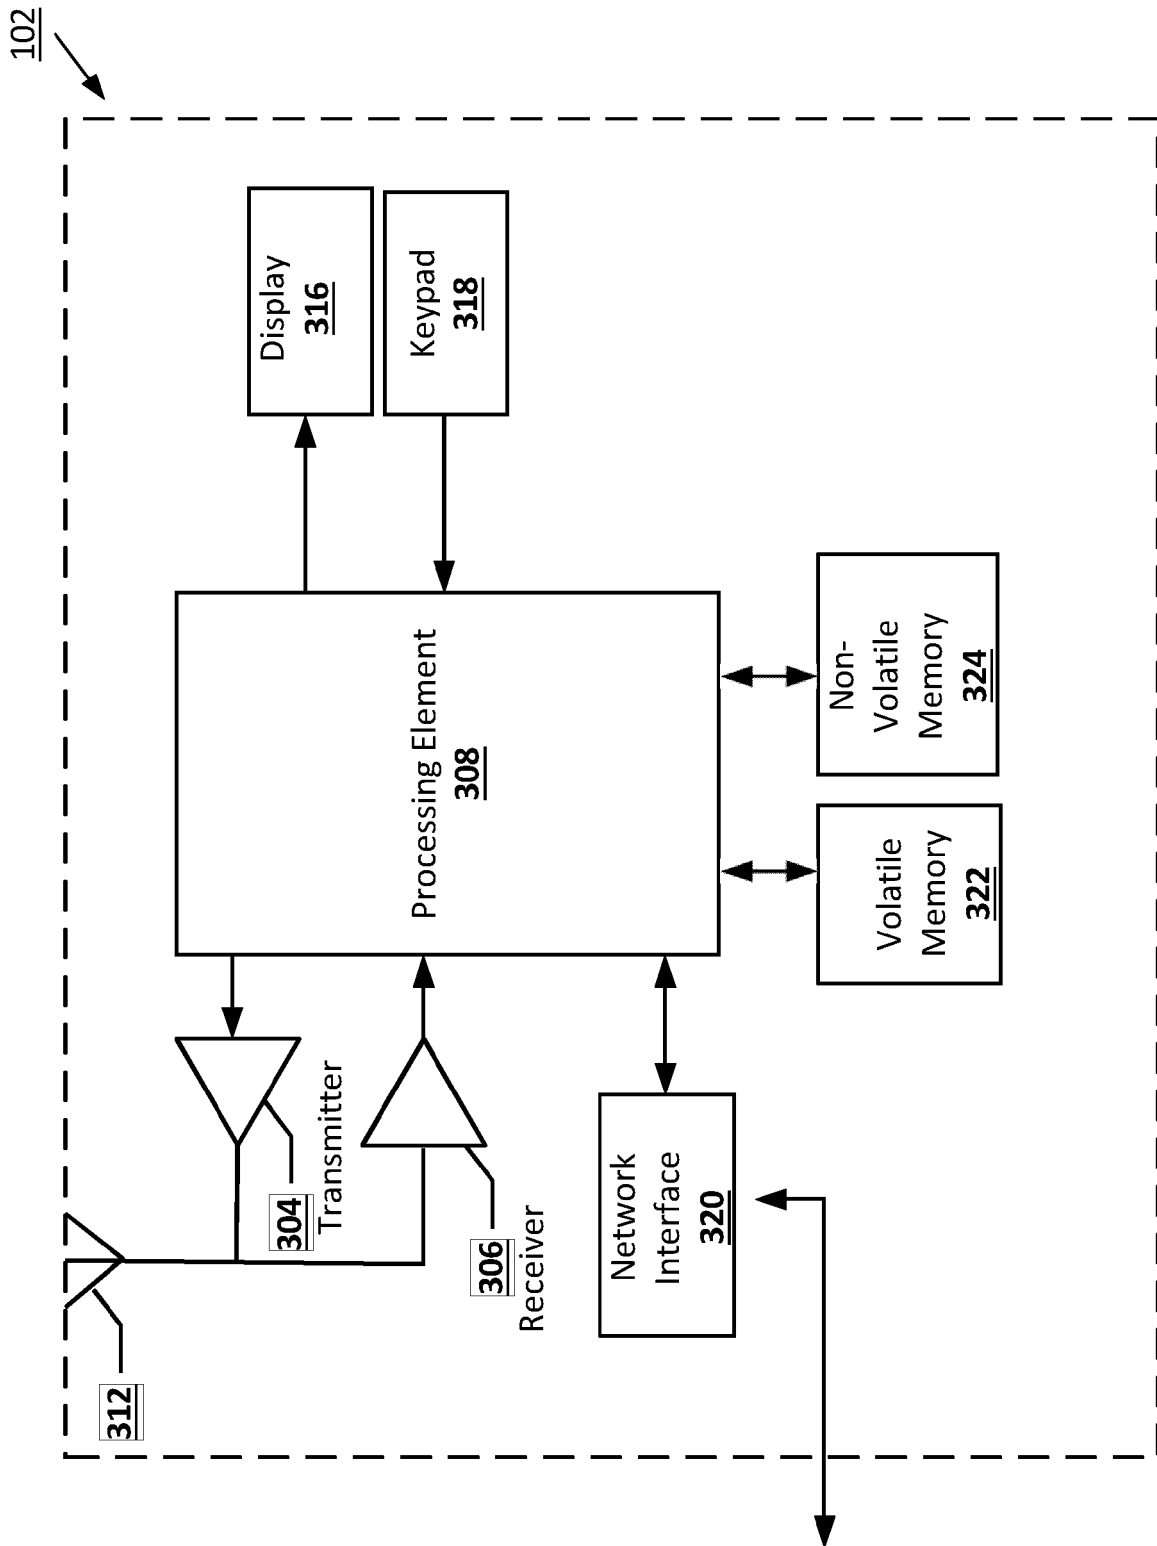 102
312
304
Transmitter
306
Receiver
Network
Interface
320
Processing Element
308
Display
316
Keypad
318
Volatile
Memory
322
Non-
Volatile
Memory
324